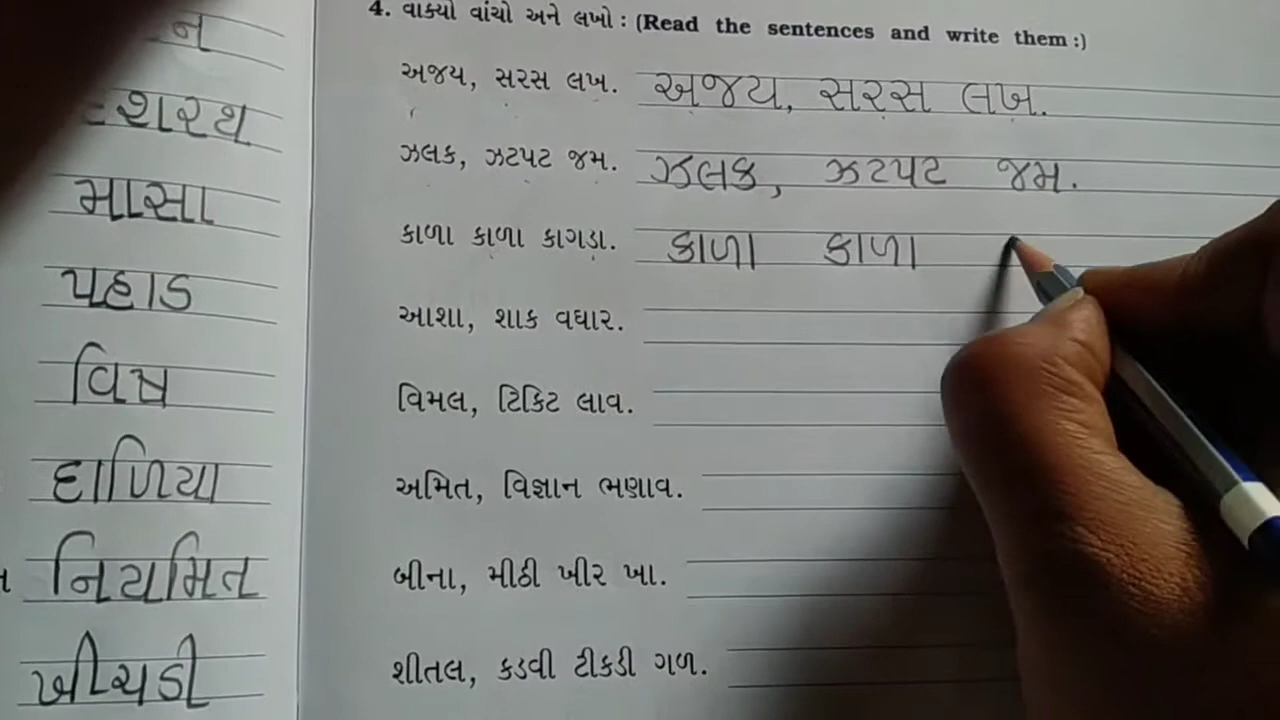 શરથ
માસા
પહાડ
વિષ
દાળિયા
નિયમિત
ખીચડી
4. વાક્યો વાંચો અને લખો : (Read the sentences and write them :)
અજય, સરસ લખ. અજય, સરસ લખ.
ઝલક, ઝટપટ જમ. ઝલક, ઝટપટ જમ.
કાળા કાળા કાગડા. કાળા કાળા
આશા, શાક વઘાર.
વિમલ, ટિકિટ લાવ.
અમિત, વિજ્ઞાન ભણાવ.
બીના, મીઠી ખીર ખા.
શીતલ, કડવી ટીકડી ગળ.